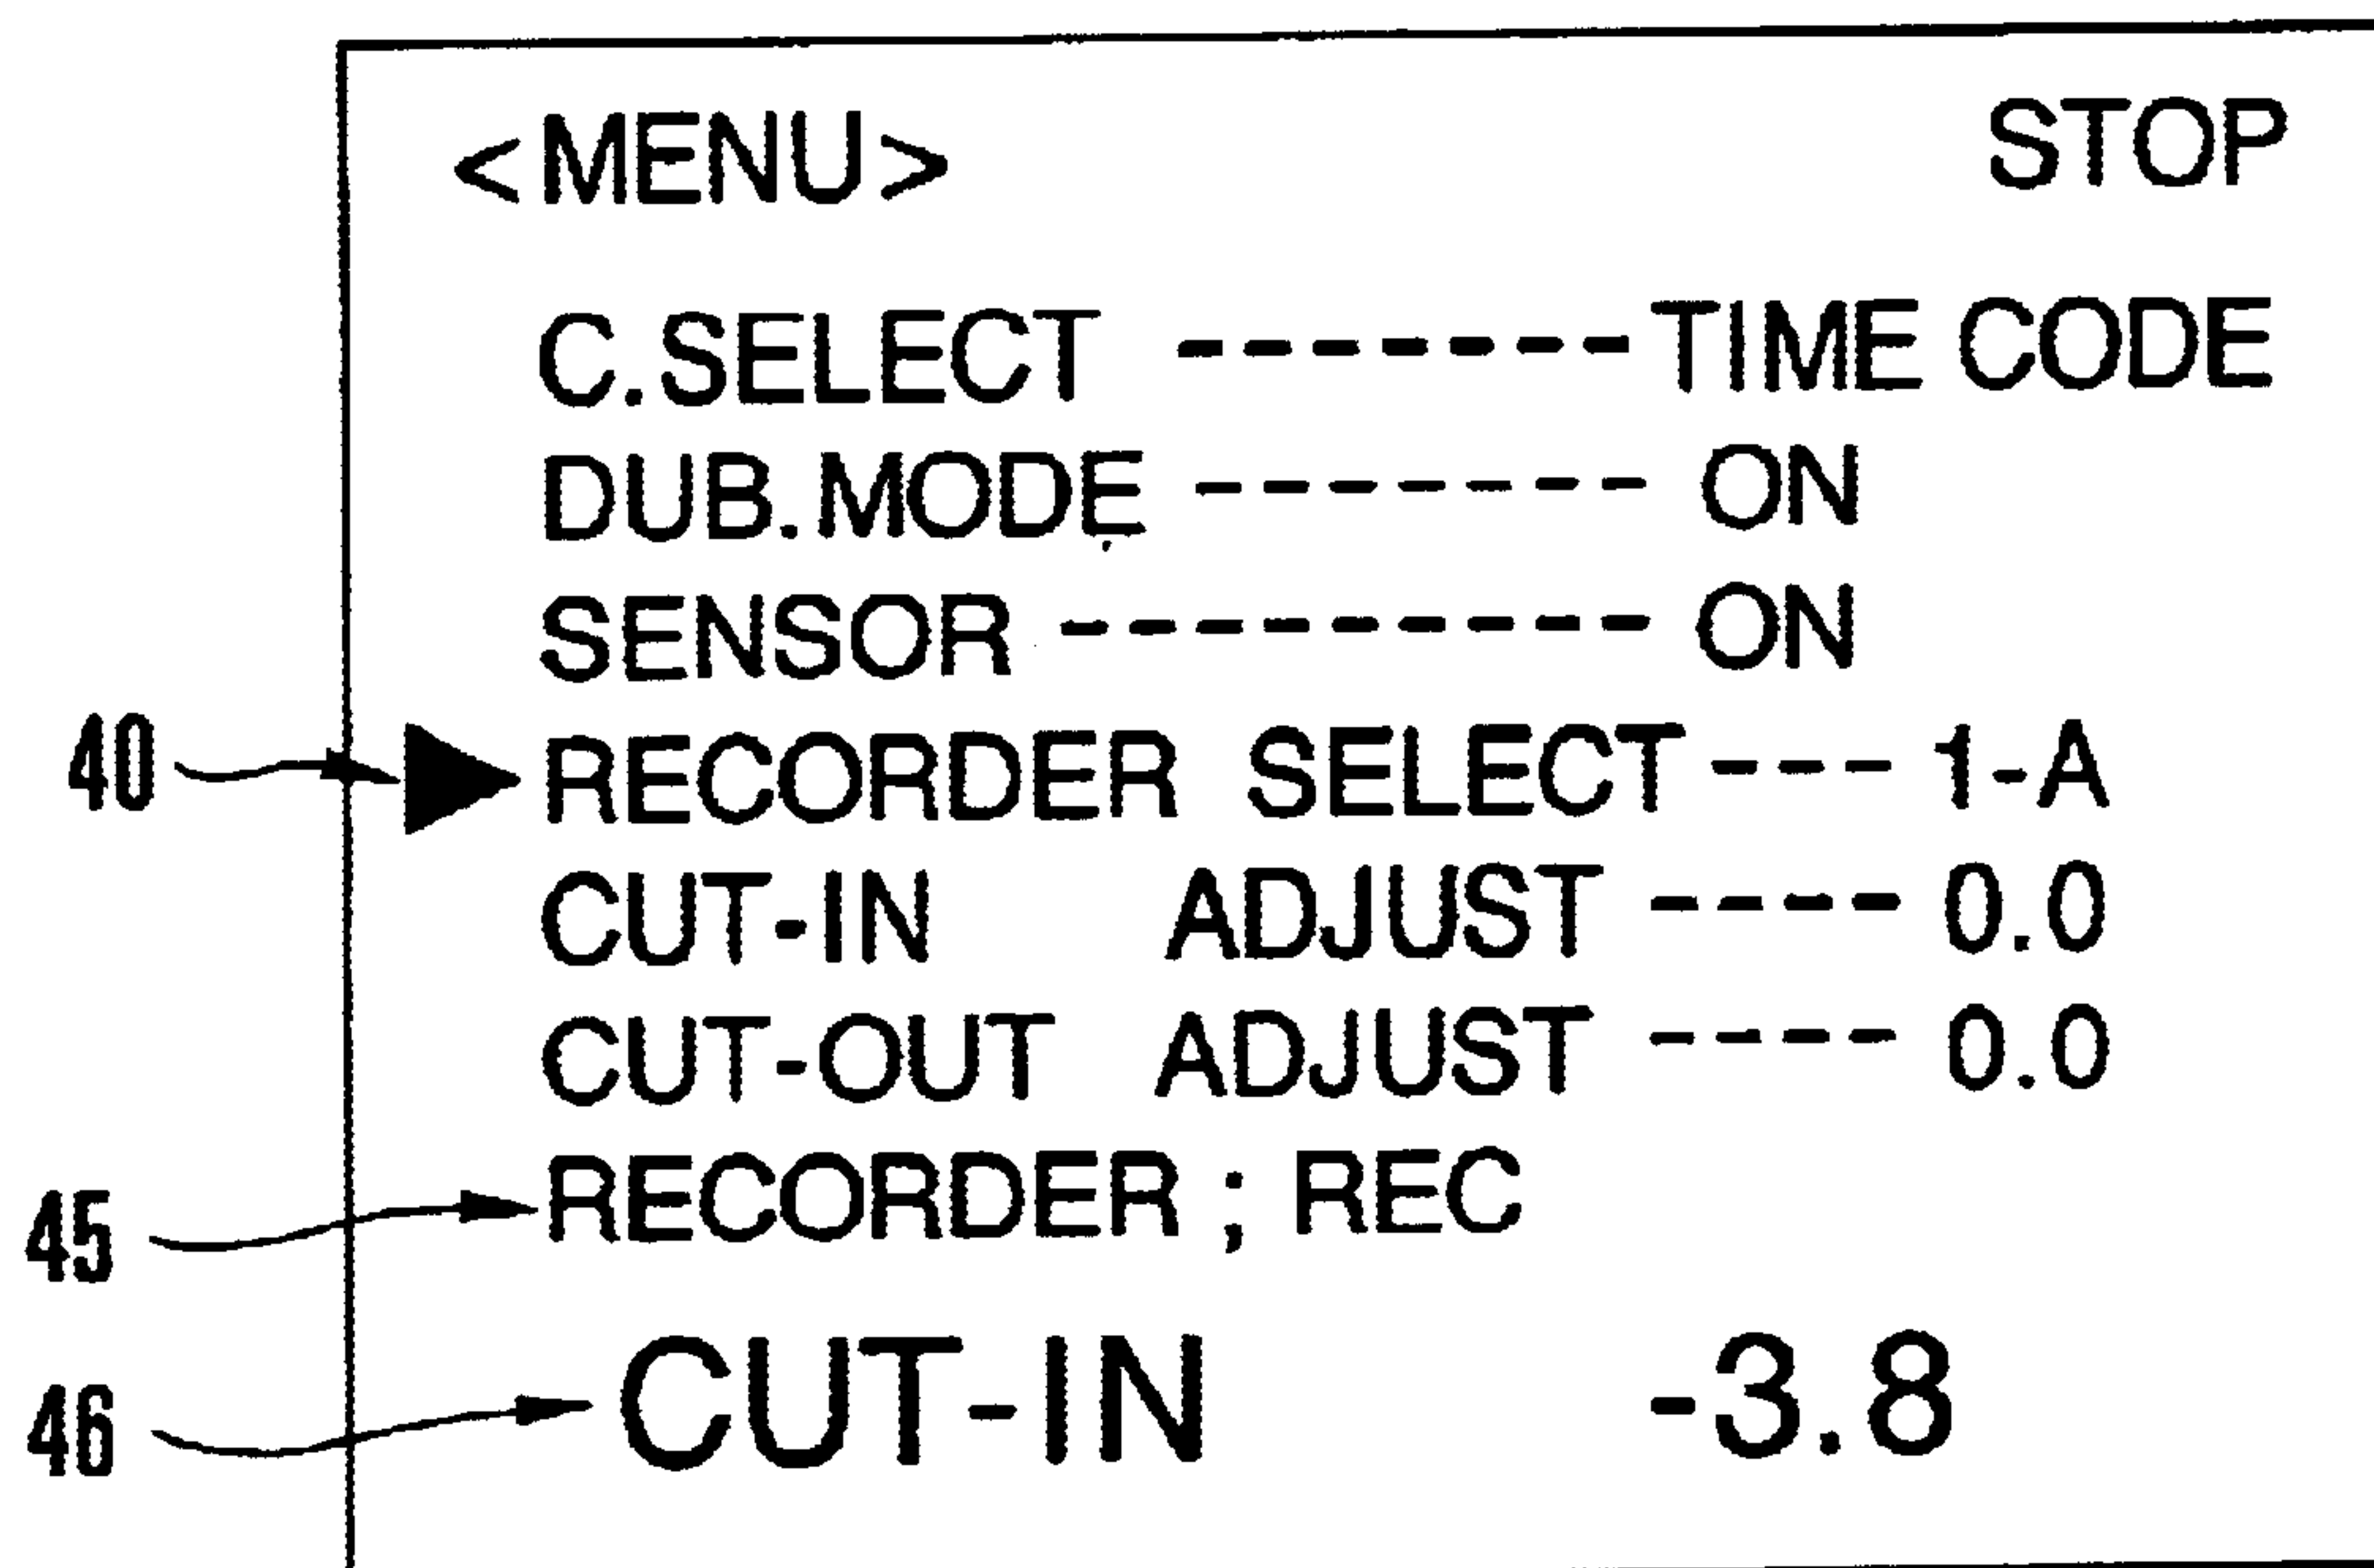 <MENU> STOP
C.SELECT -------TIME CODE
DUB.MODE ------- ON
SENSOR --------- ON
40 RECORDER SELECT--- 1-A
CUT-IN ADJUST ---- 0.0
CUT-OUT ADJUST ---- 0.0
45 RECORDER ; REC
46 CUT-IN -3.8